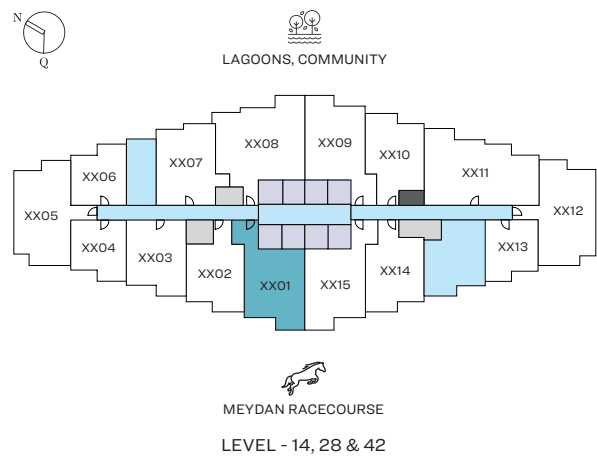 N
Q
LAGOONS, COMMUNITY
XX08
XX09
XX07
XX10
XX06
XX11
XX05
XX12
XX04
XX03
XX13
XX02
XX14
XX01
XX15
MEYDAN RACECOURSE
LEVEL - 14, 28 & 42